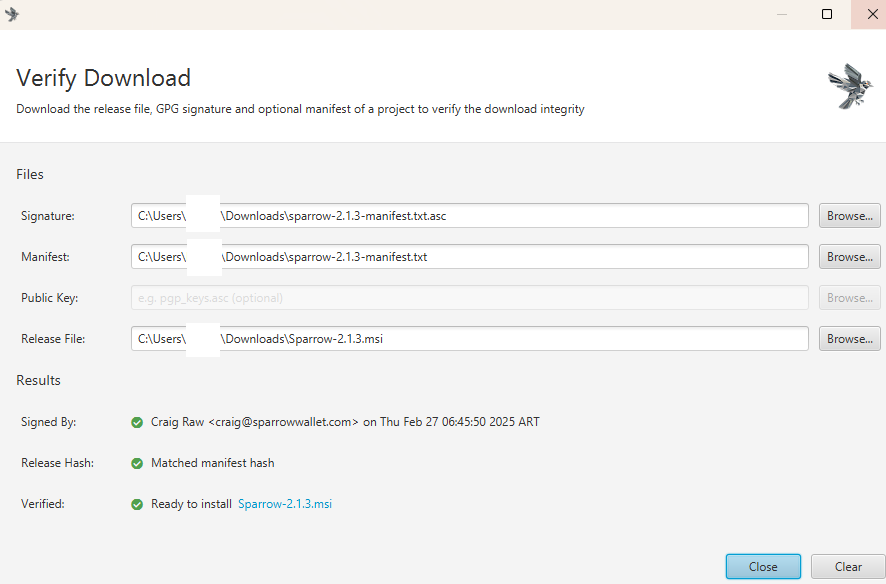 Verify Download
Download the release file, GPG signature and optional manifest of a project to verify the download integrity
Files
Signature: C:\Users\ \Downloads\sparrow-2.1.3-manifest.txt.asc Browse...
Manifest: C:\Users\ \Downloads\sparrow-2.1.3-manifest.txt Browse...
Public Key: e.g. pgp_keys.asc (optional) Browse...
Release File: C:\Users\ \Downloads\Sparrow-2.1.3.msi Browse...
Results
Signed By: Craig Raw <craig@sparrowwallet.com> on Thu Feb 27 06:45:50 2025 ART
Release Hash: Matched manifest hash
Verified: Ready to install Sparrow-2.1.3.msi
Close Clear